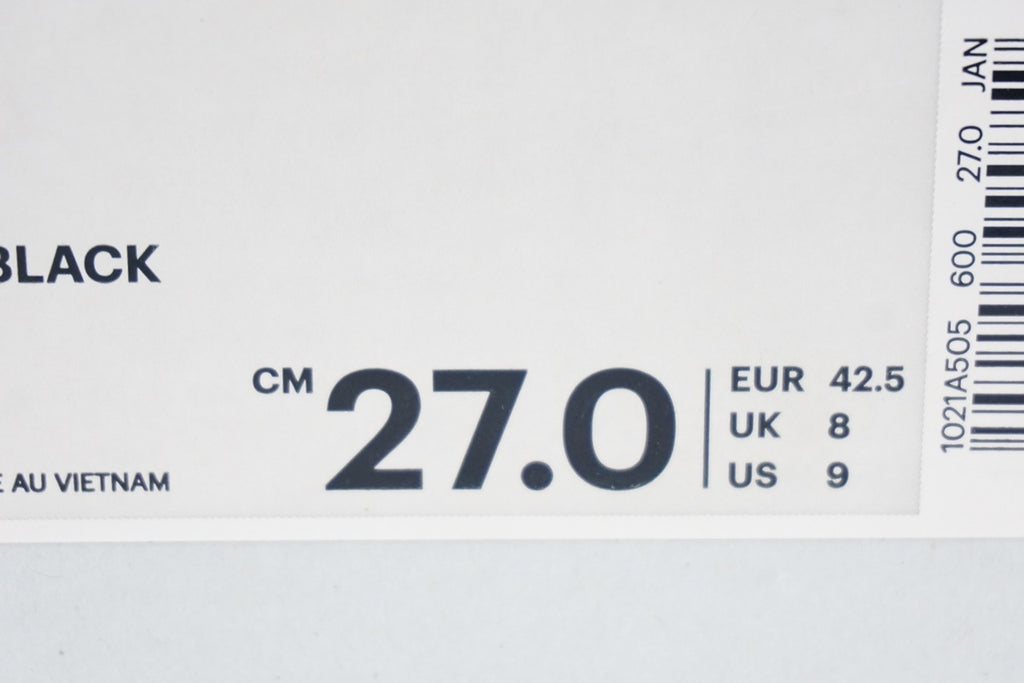 BLACK
CM 27.0
EUR 42.5
UK 8
US 9
AU VIETNAM
1021A505 600 27.0 JAN